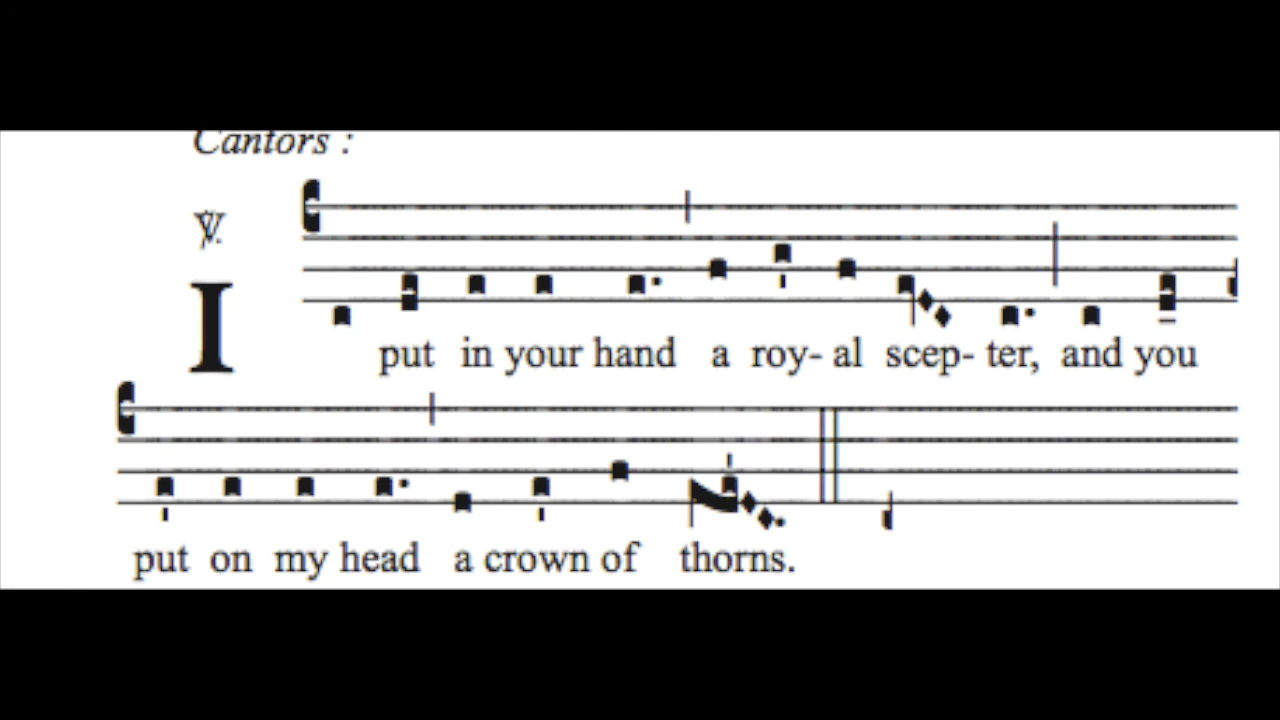 Cantors :
℣.
I put in your hand a roy- al scep- ter, and you
put on my head a crown of thorns.